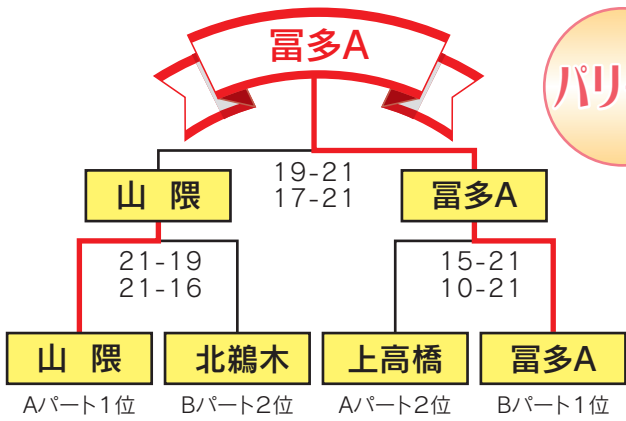 冨多A
パリ
19-21
17-21
山 隈
冨多A
21-19
21-16
15-21
10-21
山 隈
北鵜木
上高橋
冨多A
Aパート1位
Bパート2位
Aパート2位
Bパート1位